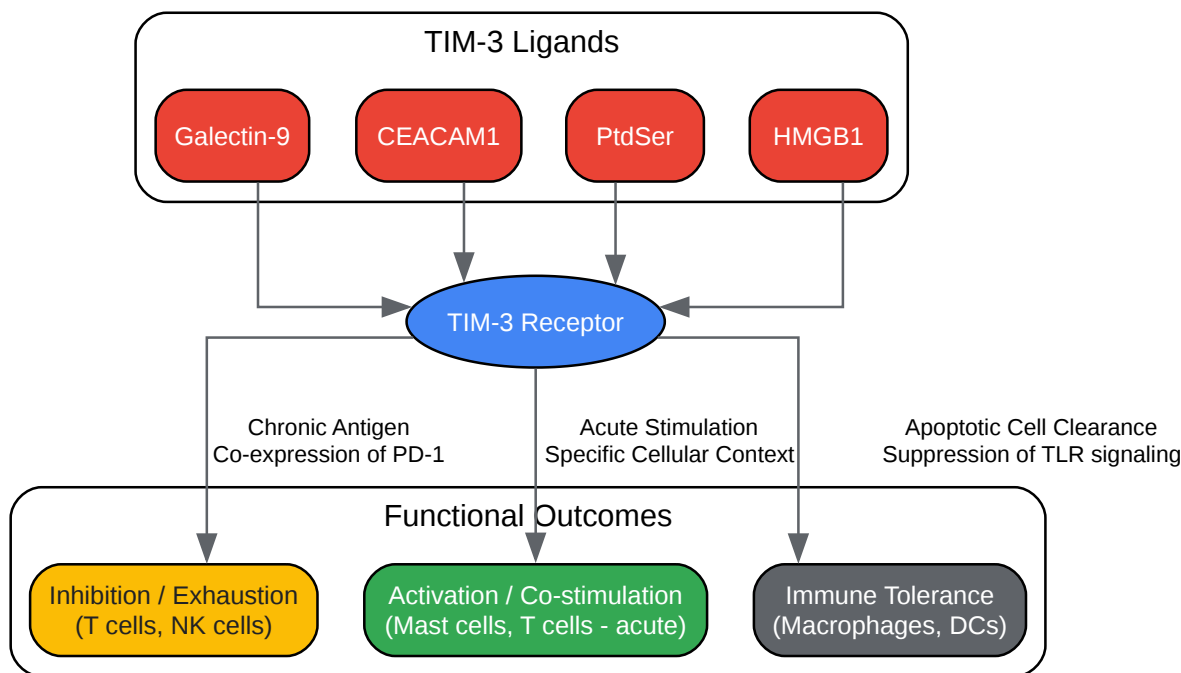 TIM-3 Ligands
Galectin-9
CEACAM1
PtdSer
HMGB1
TIM-3 Receptor
Chronic Antigen
Co-expression of PD-1
Acute Stimulation
Specific Cellular Context
Apoptotic Cell Clearance
Suppression of TLR signaling
Functional Outcomes
Inhibition / Exhaustion
(T cells, NK cells)
Activation / Co-stimulation
(Mast cells, T cells - acute)
Immune Tolerance
(Macrophages, DCs)